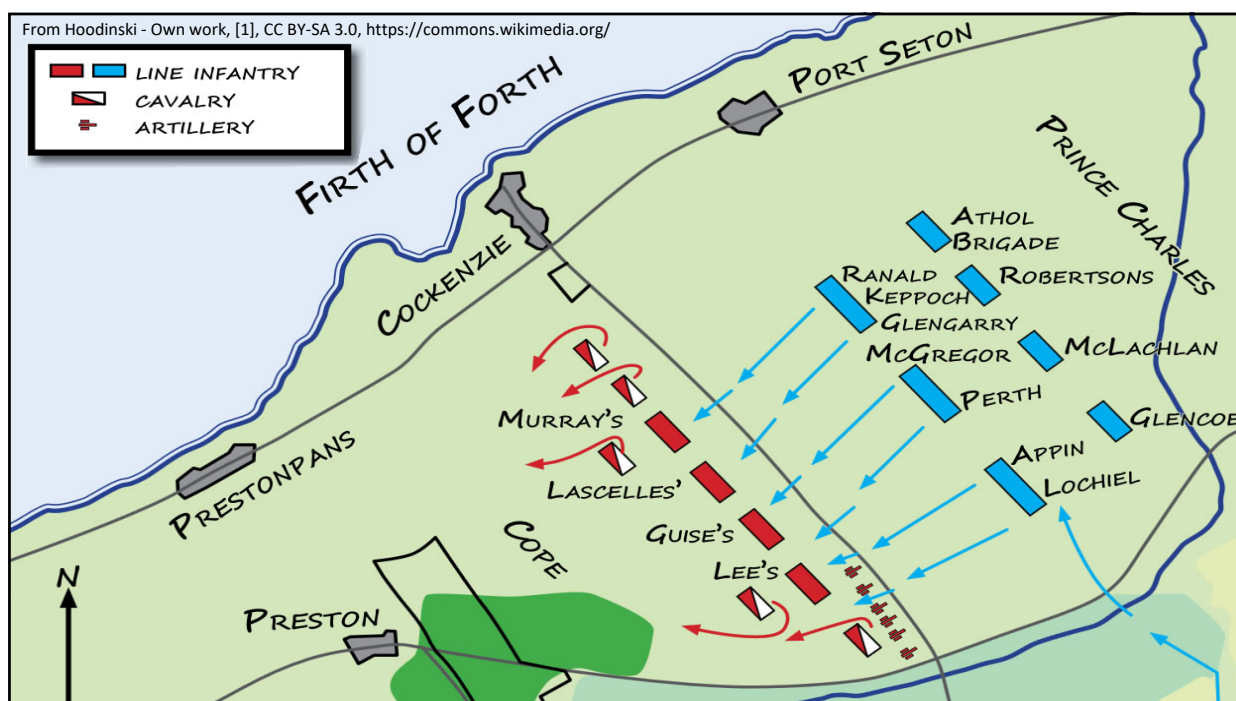 From Hoodinski - Own work, [1], CC BY-SA 3.0, https://commons.wikimedia.org/
LINE INFANTRY
CAVALRY
ARTILLERY
FIRTH OF FORTH
PORT SETON
PRINCE CHARLES
COCKENZIE
ATHOL
BRIGADE
RANALD
KEPPOCH
GLENGARRY
ROBERTSONS
MCGREGOR
MCLACHLAN
PERTH
GLENCOE
APPIN
LOCHIEL
MURRAY'S
LASCELLES'
GUISE'S
LEE'S
PRESTONPANS
COPE
PRESTON
N